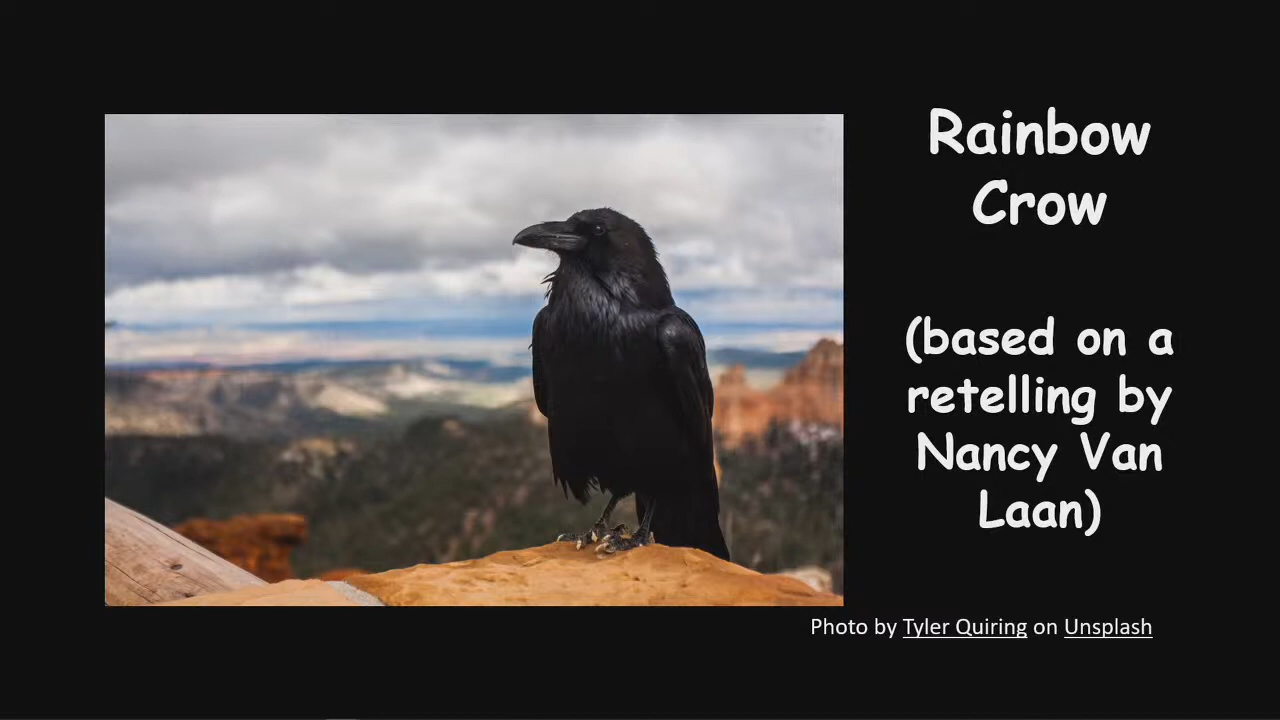 Rainbow
Crow
(based on a
retelling by
Nancy Van
Laan)
Photo by Tyler Quiring on Unsplash